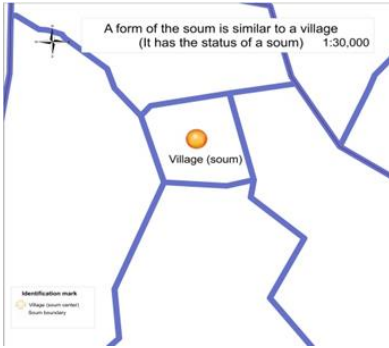 A form of the soum is similar to a village
(It has the status of a soum) 1:30,000
Village (soum)
Identification mark
Village (soum center)
Soum boundary